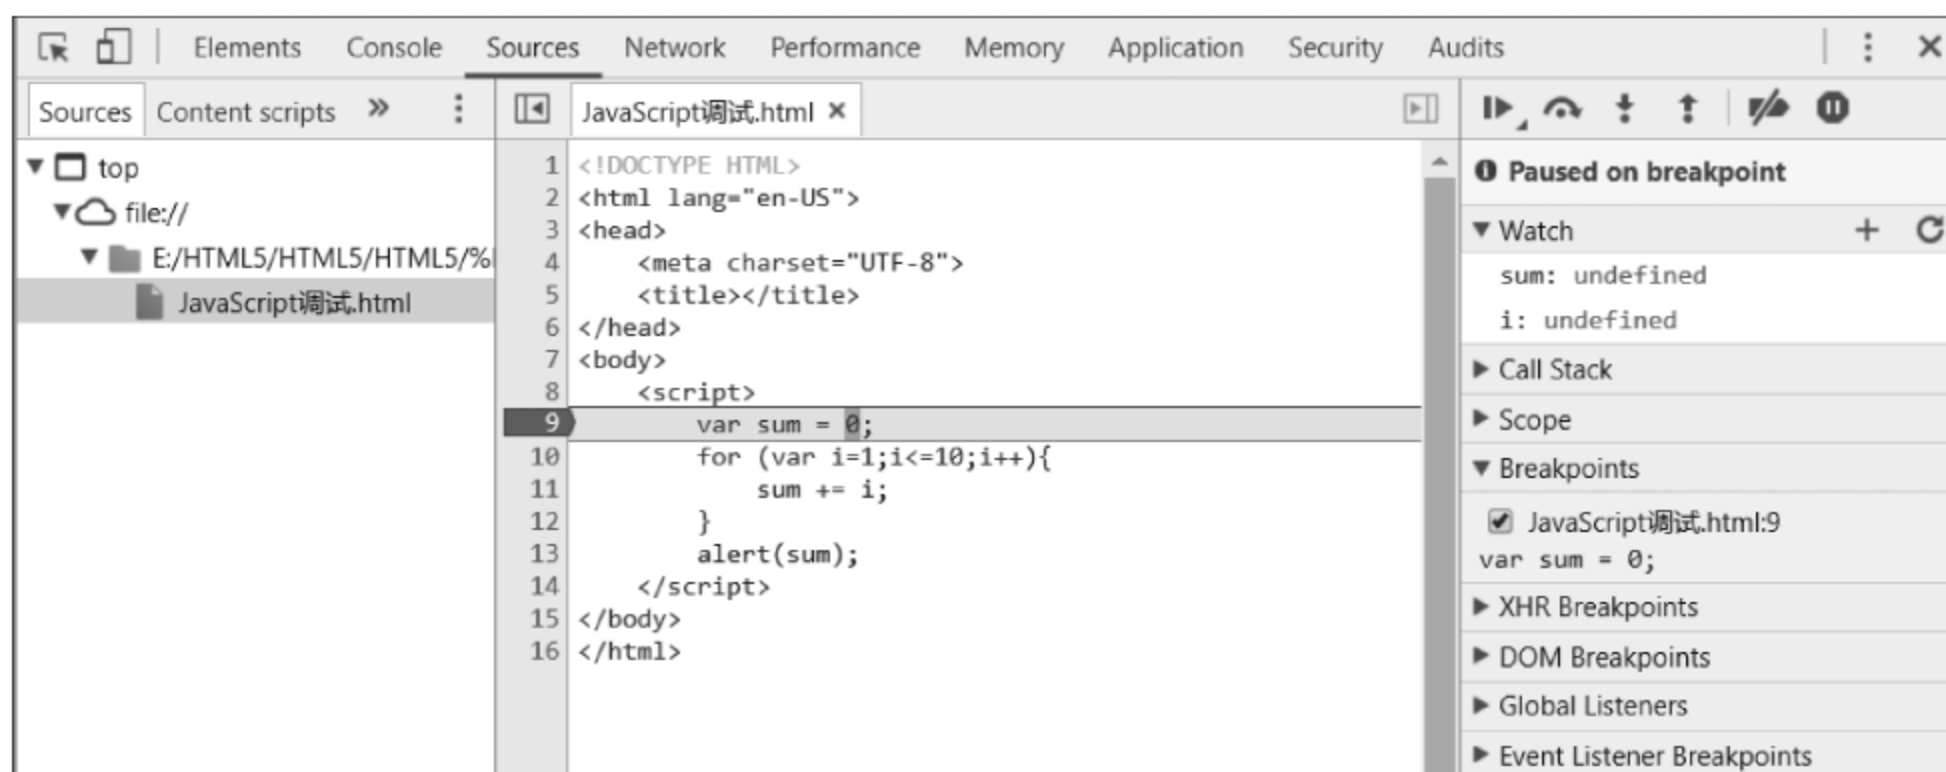 Elements Console Sources Network Performance Memory Application Security Audits
Sources Content scripts »
JavaScript调试.html ×
top
file://
E:/HTML5/HTML5/HTML5/%
JavaScript调试.html
1 <!DOCTYPE HTML>
2 <html lang="en-US">
3 <head>
4 <meta charset="UTF-8">
5 <title></title>
6 </head>
7 <body>
8 <script>
9 var sum = 0;
10 for (var i=1;i<=10;i++){
11 sum += i;
12 }
13 alert(sum);
14 </script>
15 </body>
16 </html>
Paused on breakpoint
Watch
sum: undefined
i: undefined
Call Stack
Scope
Breakpoints
JavaScript调试.html:9
var sum = 0;
XHR Breakpoints
DOM Breakpoints
Global Listeners
Event Listener Breakpoints